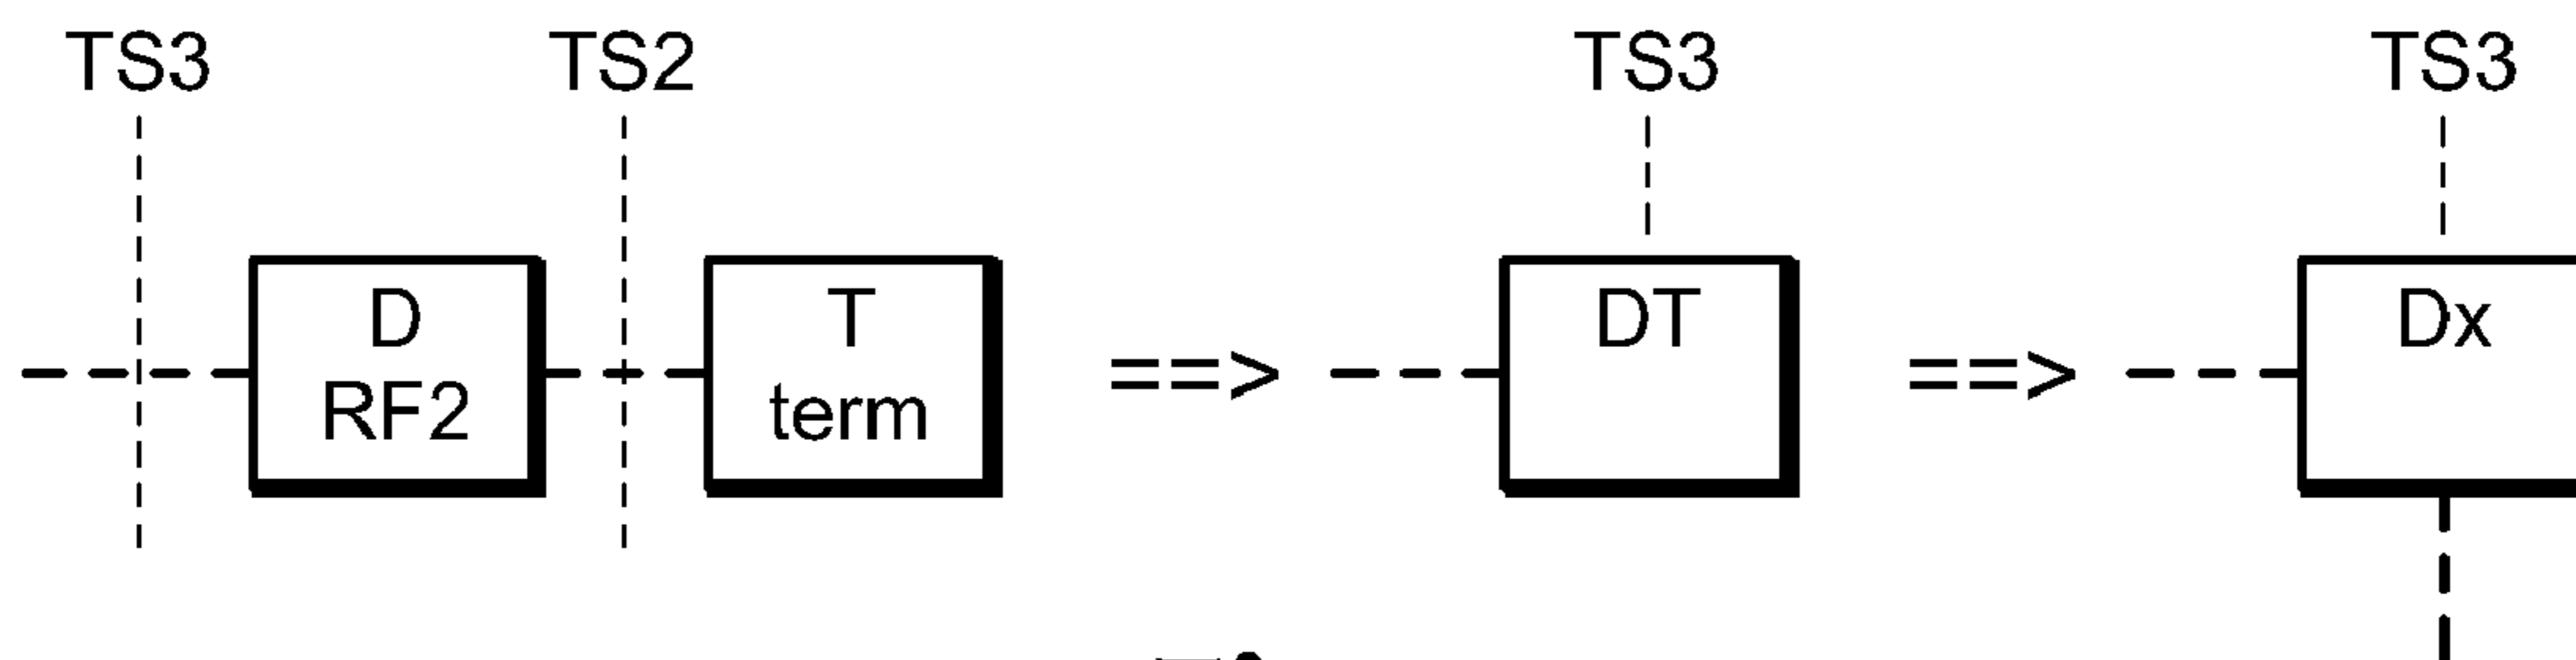 TS3 TS2 TS3 TS3
D T DT Dx
RF2 term
==> ==>